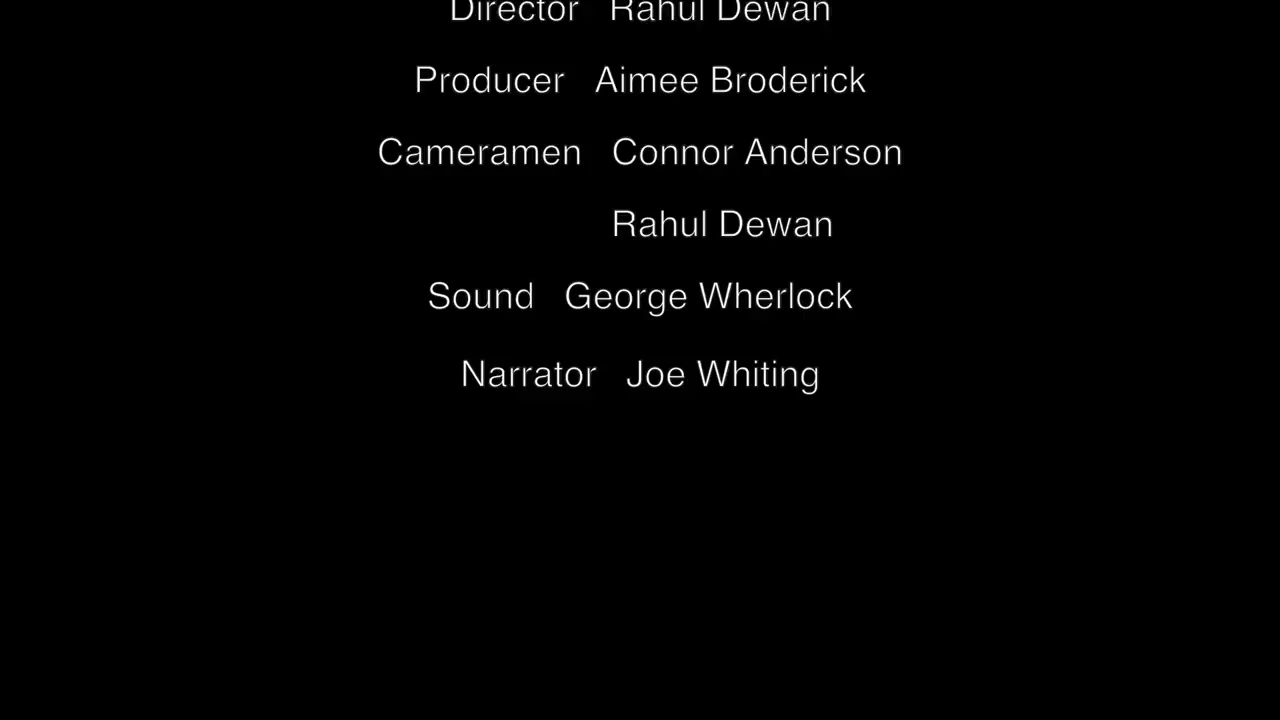 Director Rahul Dewan
Producer Aimee Broderick
Cameramen Connor Anderson
Rahul Dewan
Sound George Wherlock
Narrator Joe Whiting